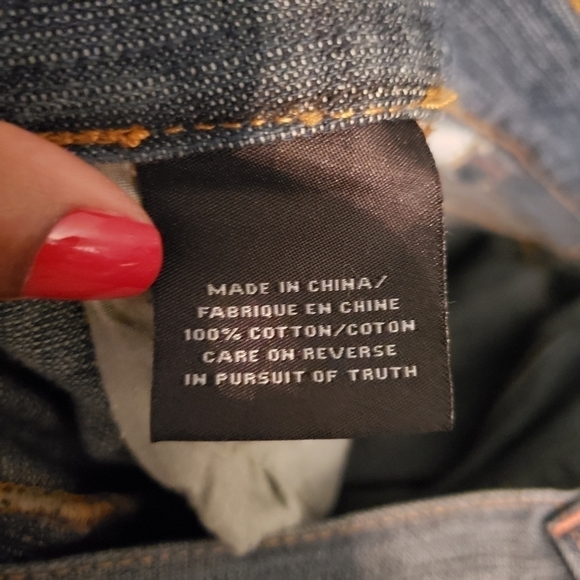 MADE IN CHINA/
FABRIQUE EN CHINE
100% COTTON/COTON
CARE ON REVERSE
IN PURSUIT OF TRUTH